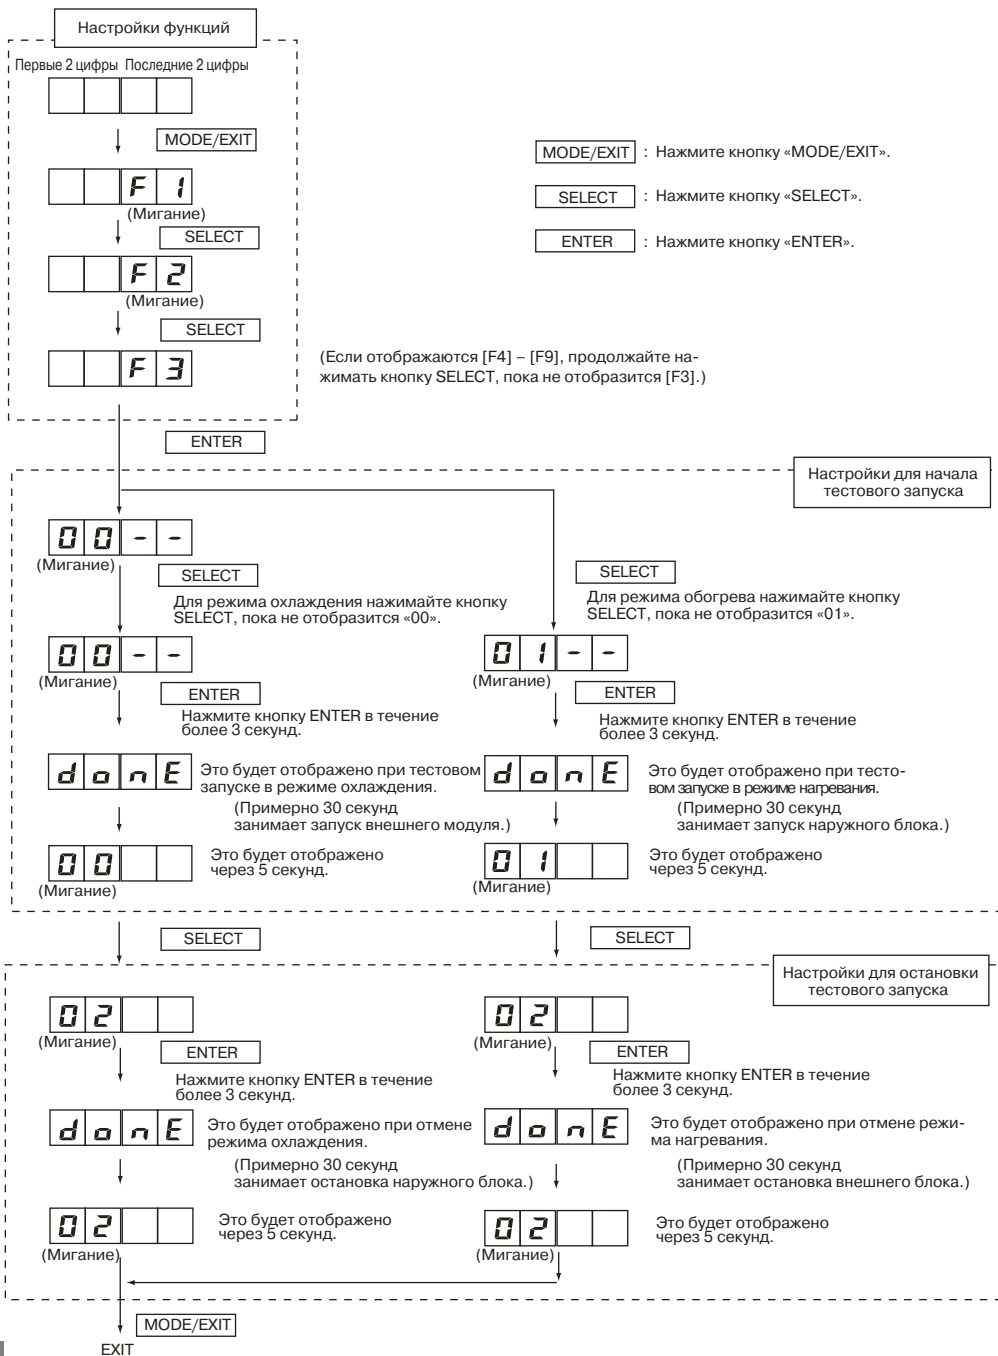 Настройки функций
Первые 2 цифры Последние 2 цифры
MODE/EXIT
F 1
(Мигание)
SELECT
F 2
(Мигание)
SELECT
F 3
MODE/EXIT : Нажмите кнопку «MODE/EXIT».
SELECT : Нажмите кнопку «SELECT».
ENTER : Нажмите кнопку «ENTER».
(Если отображаются [F4] – [F9], продолжайте на-
жимать кнопку SELECT, пока не отобразится [F3].)
ENTER
Настройки для начала
тестового запуска
0 0 - -
(Мигание)
SELECT
Для режима охлаждения нажимайте кнопку
SELECT, пока не отобразится «00».
0 0 - -
(Мигание)
ENTER
Нажмите кнопку ENTER в течение
более 3 секунд.
d o n E
Это будет отображено при тестовом
запуске в режиме охлаждения.
(Примерно 30 секунд
занимает запуск внешнего модуля.)
0 0
(Мигание)
Это будет отображено
через 5 секунд.
SELECT
Для режима обогрева нажимайте кнопку
SELECT, пока не отобразится «01».
0 1 - -
(Мигание)
ENTER
Нажмите кнопку ENTER в течение
более 3 секунд.
d o n E
Это будет отображено при тесто-
вом запуске в режиме нагревания.
(Примерно 30 секунд
занимает запуск наружного блока.)
0 1
(Мигание)
Это будет отображено
через 5 секунд.
SELECT
SELECT
Настройки для остановки
тестового запуска
0 2
(Мигание)
ENTER
Нажмите кнопку ENTER в течение
более 3 секунд.
d o n E
Это будет отображено при отмене
режима охлаждения.
(Примерно 30 секунд
занимает остановка наружного блока.)
0 2
(Мигание)
Это будет отображено
через 5 секунд.
0 2
(Мигание)
ENTER
Нажмите кнопку ENTER в течение
более 3 секунд.
d o n E
Это будет отображено при отмене режи-
ма нагревания.
(Примерно 30 секунд
занимает остановка внешнего блока.)
0 2
(Мигание)
Это будет отображено
через 5 секунд.
MODE/EXIT
EXIT